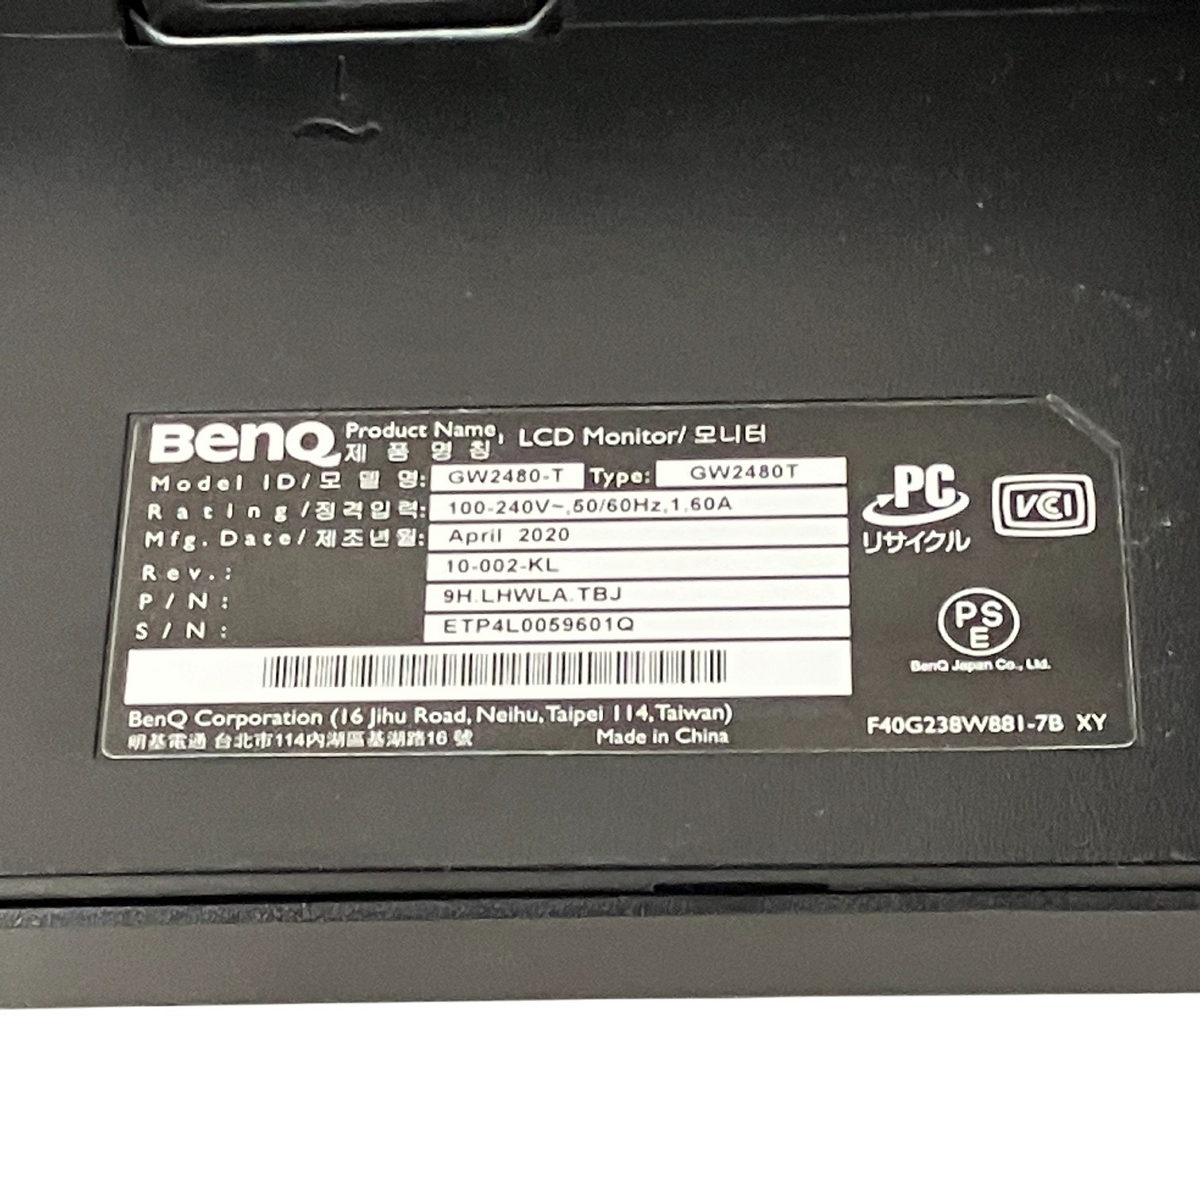 BenQ Product Name, LCD Monitor/ 모니터
제 품 명 칭
Model ID/모 델 명: GW2480-T Type: GW2480T
Rating/정격입력: 100-240V~,50/60Hz,1.60A
Mfg. Date/제조년월: April 2020
Rev.: 10-002-KL
P/N: 9H.LHWLA.TBJ
S/N: ETP4L0059601Q
PC
リサイクル
VCCI
PS
E
BenQ Japan Co., Ltd.
BenQ Corporation (16 Jihu Road, Neihu, Taipei 114, Taiwan)
明基電通 台北市114內湖區基湖路16 號 Made in China
F40G238W881-7B XY